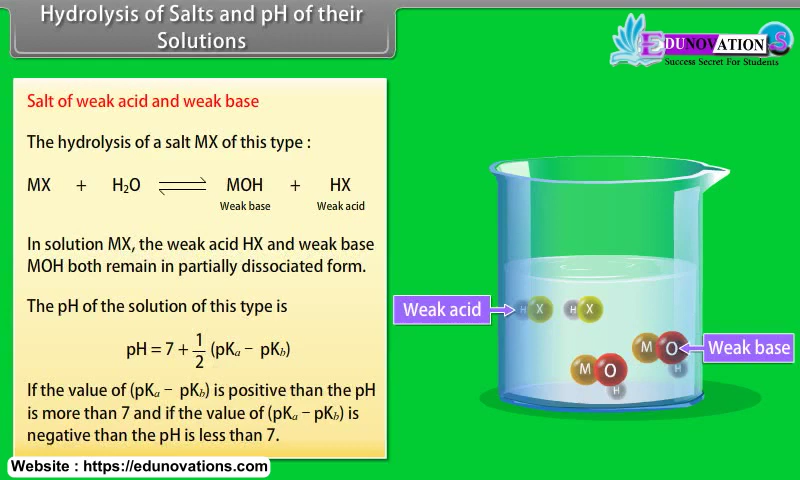 Hydrolysis of Salts and pH of their
Solutions
EDUNOVATIONS
Success Secret For Students
Salt of weak acid and weak base
The hydrolysis of a salt MX of this type :
MX + H₂O ⇌ MOH + HX
Weak base Weak acid
In solution MX, the weak acid HX and weak base
MOH both remain in partially dissociated form.
The pH of the solution of this type is
pH = 7 + 1/2 (pKₐ − pK_b)
If the value of (pKₐ − pK_b) is positive than the pH
is more than 7 and if the value of (pKₐ − pK_b) is
negative than the pH is less than 7.
Weak acid
H X
H X
M O H
M O H
Weak base
Website : https://edunovations.com